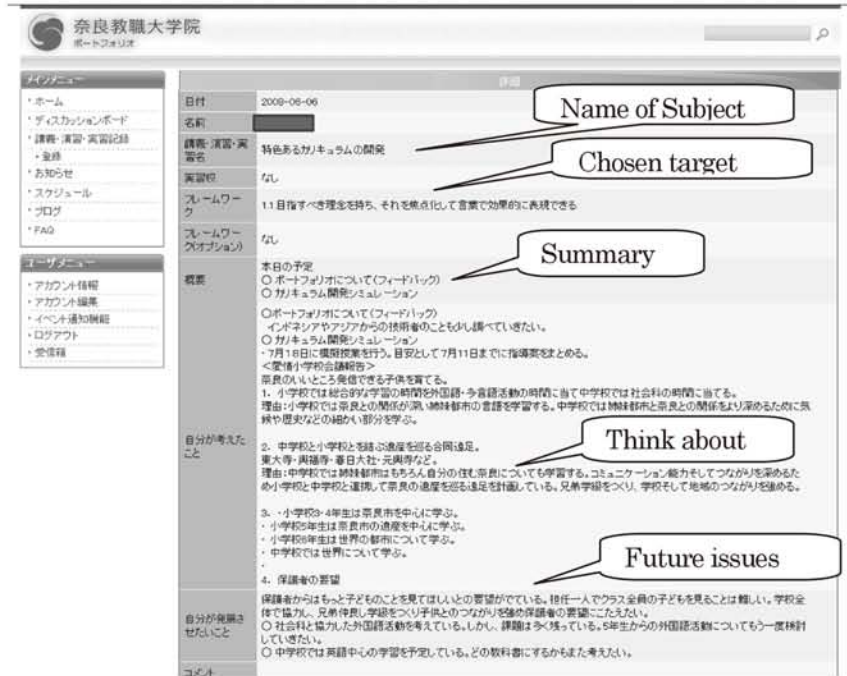 奈良教職大学院
ポートフォリオ
メインメニュー
・ホーム
・ディスカッションボード
・講義・演習・実習記録
・登録
・お知らせ
・スケジュール
・ブログ
・FAQ
ユーザメニュー
・アカウント情報
・アカウント編集
・イベント通知機能
・ログアウト
・受信箱
詳細
日付 2009-06-06
名前
講義・演習・実習名 特色あるカリキュラムの開発
Name of Subject
実習校 なし
Chosen target
フレームワーク 1.1目指すべき理念を持ち、それを焦点化して言葉で効果的に表現できる
フレームワーク(オプション) なし
Summary
概要
本日の予定
○ ポートフォリオについて(フィードバック)
○ カリキュラム開発シミュレーション
自分が考えたこと
○ポートフォリオについて(フィードバック)
インドネシアやアジアからの技術者のことも少し調べていきたい。
○ カリキュラム開発シミュレーション
・7月18日に模擬授業を行う。目安として7月11日までに指導案をまとめる。
＜愛情小学校会議報告＞
奈良のいいところ発信できる子供を育てる。
1. 小学校では総合的な学習の時間を外国語・今言語活動の時間に当て中学校では社会科の時間に当てる。
理由:小学校では奈良との関係が深い姉妹都市の言語を学習する。中学校では姉妹都市と奈良との関係をより深めるために気
候や歴史などの細かい部分を学ぶ。
2. 中学校と小学校とを結ぶ遺産を巡る合同遠足。
東大寺・興福寺・春日大社・元興寺など。
Think about
理由:中学校では姉妹都市はもちろん自分の住む奈良についても学習する。コミュニケーション能力そしてつながりを深めるた
め小学校と中学校と連携して奈良の遺産を巡る遠足を計画している。兄弟学級をつくり、学校そして地域のつながりを強める。
3. ・小学校3・4年生は奈良市を中心に学ぶ。
・ 小学校5年生は奈良市の遺産を中心に学ぶ。
・ 小学校6年生は世界の都市について学ぶ。
・ 中学校では世界について学ぶ。
・
4. 保護者の要望
Future issues
自分が発展させたいこと
保護者からはもっと子どものことを見てほしいとの要望がでている。担任一人でクラス全員の子どもを見ることは難しい。学校全
体で協力し、兄弟仲良し学級をつくり子供とのつながりを強め保護者の要望にこたえたい。
○ 社会科と協力した外国語活動を考えている。しかし、課題は多く残っている。5年生からの外国語活動についてもう一度検討
していきたい。
○ 中学校では英語中心の学習を予定している。どの教科書にするかもまた考えたい。
コメント